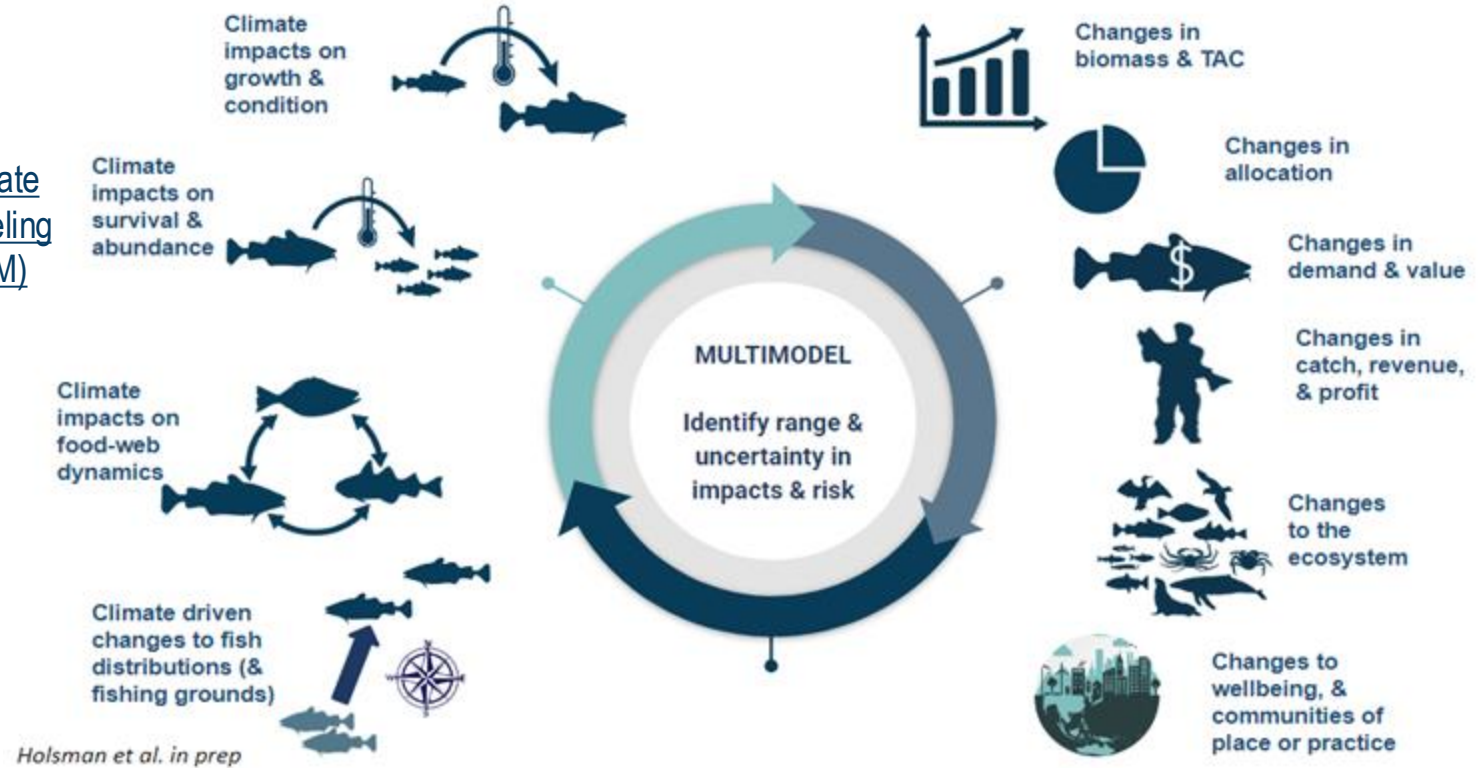 Climate
impacts on
growth &
condition
Climate
impacts on
survival &
abundance
Climate
impacts on
food-web
dynamics
Climate driven
changes to fish
distributions (&
fishing grounds)
Holsman et al. in prep
MULTIMODEL
Identify range &
uncertainty in
impacts & risk
$
N
E
S
W
Changes in
biomass & TAC
Changes in
allocation
Changes in
demand & value
Changes in
catch, revenue,
& profit
Changes
to the
ecosystem
Changes to
wellbeing, &
communities of
place or practice